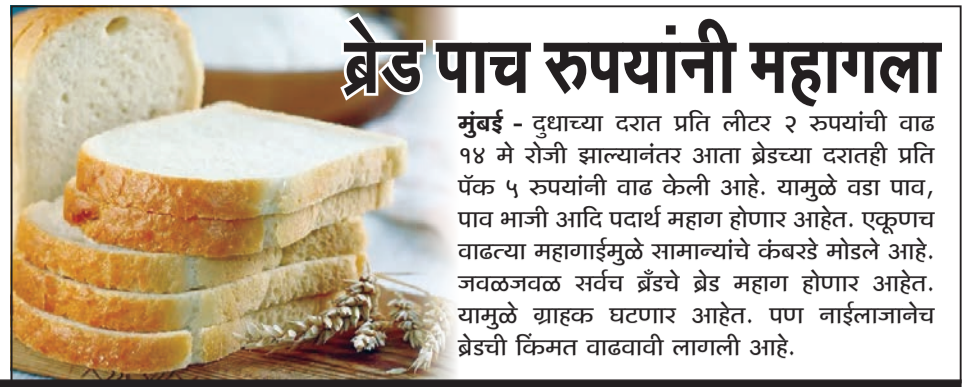 ब्रेड पाच रुपयांनी महागला
मुंबई - दुधाच्या दरात प्रति लीटर २ रुपयांची वाढ
१४ मे रोजी झाल्यानंतर आता ब्रेडच्या दरातही प्रति
पॅक ५ रुपयांनी वाढ केली आहे. यामुळे वडा पाव,
पाव भाजी आदि पदार्थ महाग होणार आहेत. एकूणच
वाढत्या महागाईमुळे सामान्यांचे कंबरडे मोडले आहे.
जवळजवळ सर्वच ब्रँडचे ब्रेड महाग होणार आहेत.
यामुळे ग्राहक घटणार आहेत. पण नाईलाजानेच
ब्रेडची किंमत वाढवावी लागली आहे.